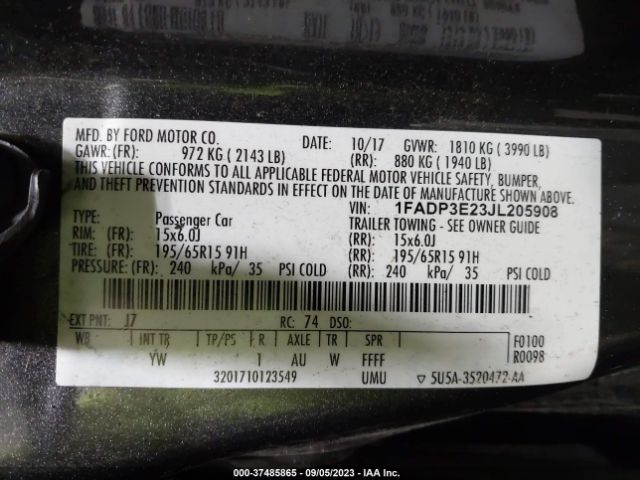 MFD. BY FORD MOTOR CO. DATE: 10/17 GVWR: 1810 KG ( 3990 LB)
GAWR: (FR): 972 KG ( 2143 LB) (RR): 880 KG ( 1940 LB)
THIS VEHICLE CONFORMS TO ALL APPLICABLE FEDERAL MOTOR VEHICLE SAFETY, BUMPER,
AND THEFT PREVENTION STANDARDS IN EFFECT ON THE DATE OF MANUFACTURE SHOWN ABOVE.
VIN: 1FADP3E23JL205908
TYPE: Passenger Car TRAILER TOWING - SEE OWNER GUIDE
RIM: (FR): 15x6.0J (RR): 15x6.0J
TIRE: (FR): 195/65R15 91H (RR): 195/65R15 91H
PRESSURE: (FR): 240 kPa/ 35 PSI COLD (RR): 240 kPa/ 35 PSI COLD
EXT PNT: J7 RC: 74 DSO:
WB INT TR TP/PS R AXLE TR SPR F0100
YW 1 AU W FFFF R0098
3201710123549 UMU 5U5A-3520472-AA
000-37485865 - 09/05/2023 - IAA Inc.